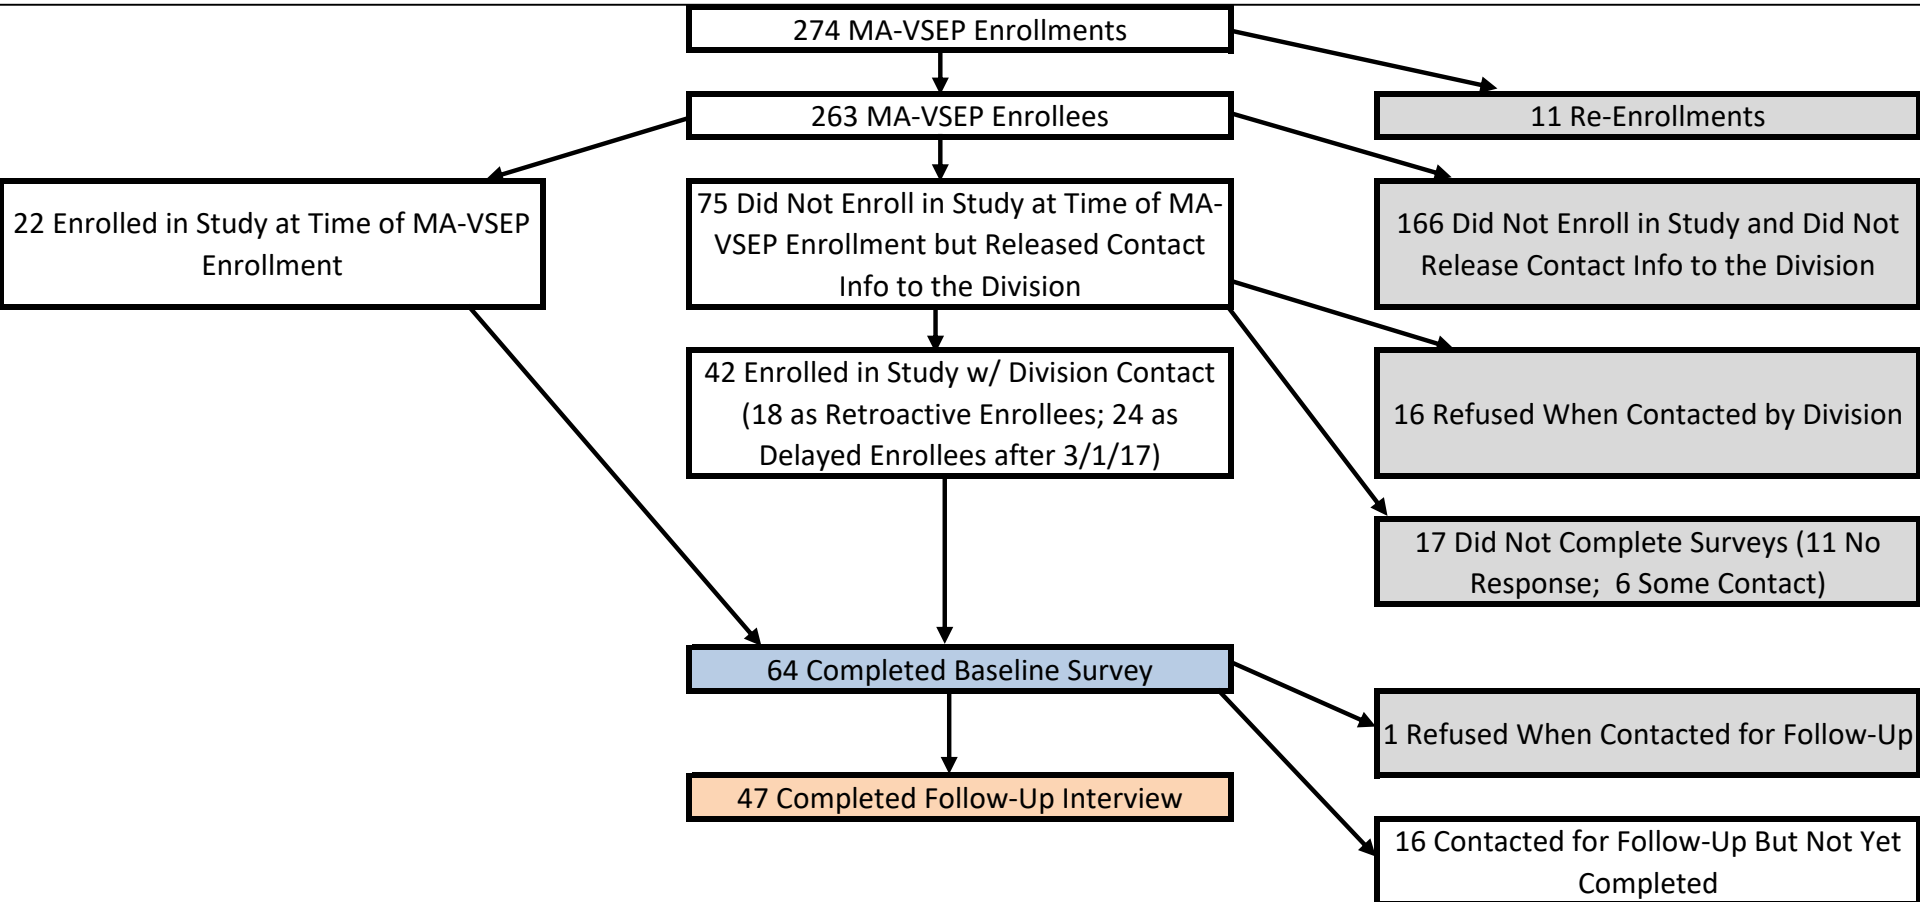 274 MA-VSEP Enrollments
263 MA-VSEP Enrollees
11 Re-Enrollments
22 Enrolled in Study at Time of MA-VSEP
Enrollment
75 Did Not Enroll in Study at Time of MA-
VSEP Enrollment but Released Contact
Info to the Division
166 Did Not Enroll in Study and Did Not
Release Contact Info to the Division
42 Enrolled in Study w/ Division Contact
(18 as Retroactive Enrollees; 24 as
Delayed Enrollees after 3/1/17)
16 Refused When Contacted by Division
17 Did Not Complete Surveys (11 No
Response;  6 Some Contact)
64 Completed Baseline Survey
1 Refused When Contacted for Follow-Up
47 Completed Follow-Up Interview
16 Contacted for Follow-Up But Not Yet
Completed